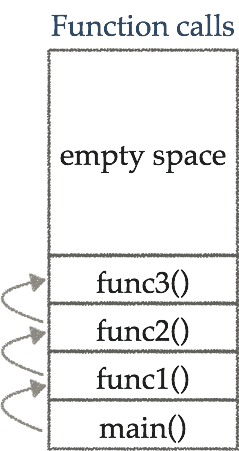 Function calls
empty space
func3()
func2()
func1()
main()